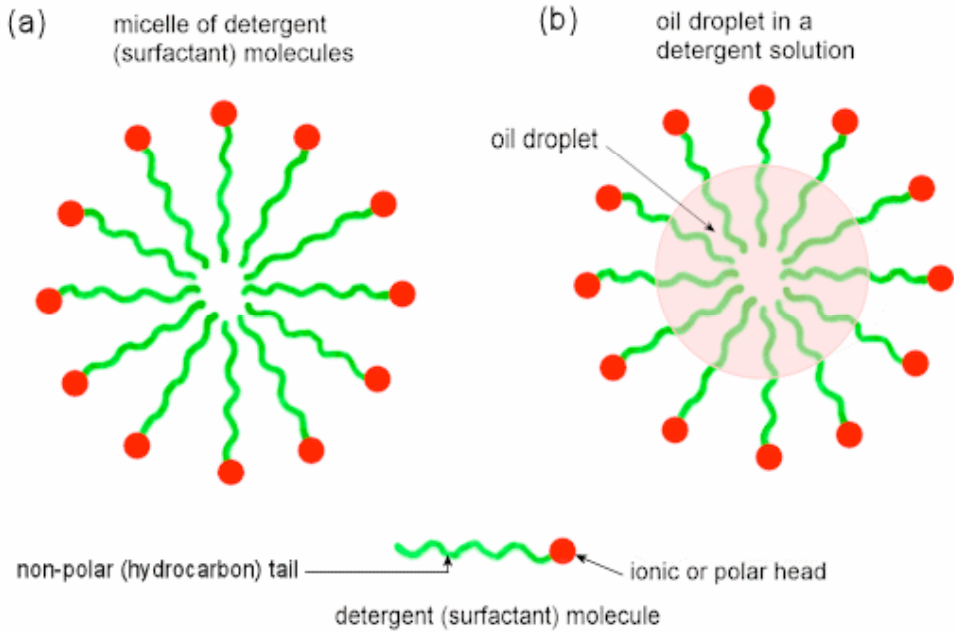 (a)
micelle of detergent
(surfactant) molecules
(b)
oil droplet in a
detergent solution
oil droplet
non-polar (hydrocarbon) tail
ionic or polar head
detergent (surfactant) molecule